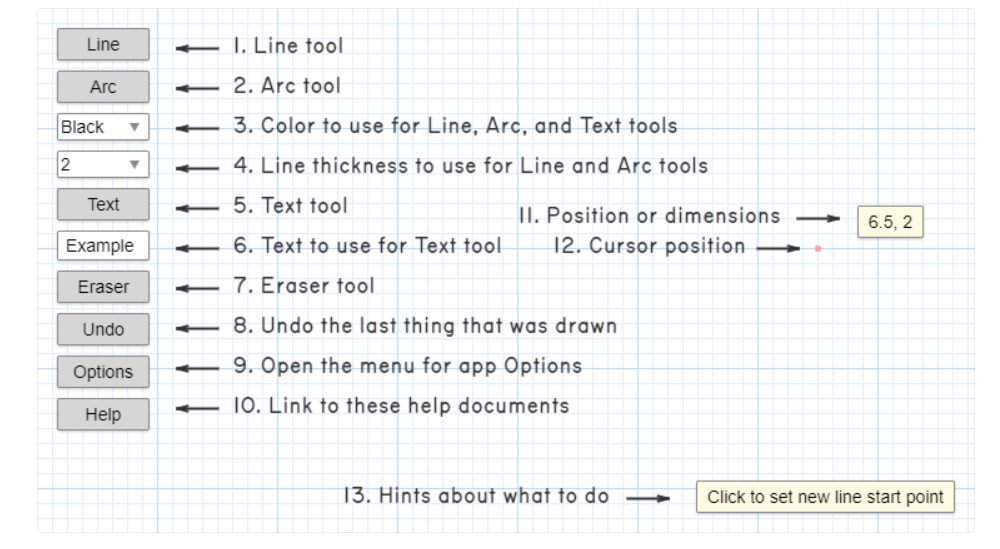 Line 1. Line tool
Arc 2. Arc tool
Black 3. Color to use for Line, Arc, and Text tools
2 4. Line thickness to use for Line and Arc tools
Text 5. Text tool
11. Position or dimensions 6.5, 2
Example 6. Text to use for Text tool 12. Cursor position
Eraser 7. Eraser tool
Undo 8. Undo the last thing that was drawn
Options 9. Open the menu for app Options
Help 10. Link to these help documents
13. Hints about what to do Click to set new line start point